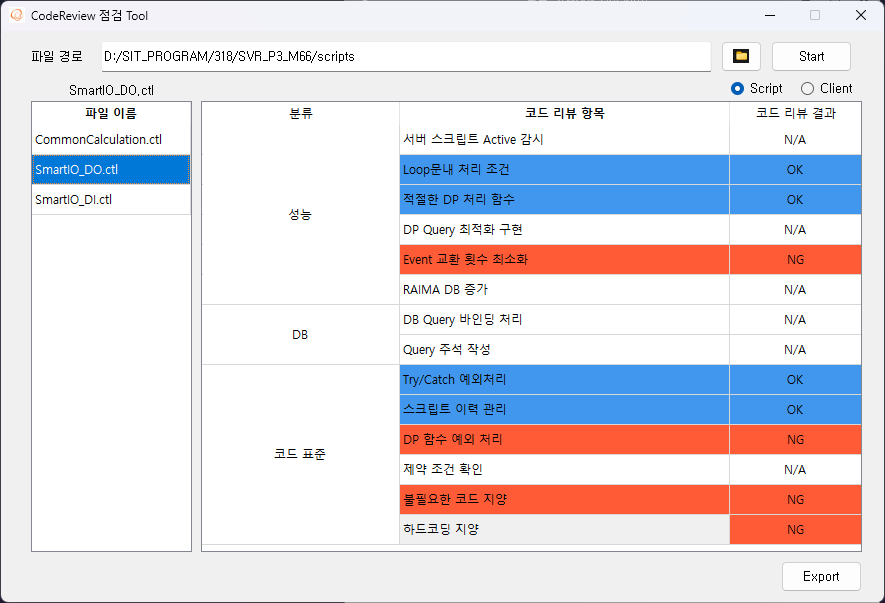 CodeReview 점검 Tool
파일 경로 D:/SIT_PROGRAM/318/SVR_P3_M66/scripts Start
SmartIO_DO.ctl Script Client
파일 이름
CommonCalculation.ctl
SmartIO_DO.ctl
SmartIO_DI.ctl
분류 코드 리뷰 항목 코드 리뷰 결과
성능
서버 스크립트 Active 감시 N/A
Loop문내 처리 조건 OK
적절한 DP 처리 함수 OK
DP Query 최적화 구현 N/A
Event 교환 횟수 최소화 NG
RAIMA DB 증가 N/A
DB
DB Query 바인딩 처리 N/A
Query 주석 작성 N/A
코드 표준
Try/Catch 예외처리 OK
스크립트 이력 관리 OK
DP 함수 예외 처리 NG
제약 조건 확인 N/A
불필요한 코드 지양 NG
하드코딩 지양 NG
Export